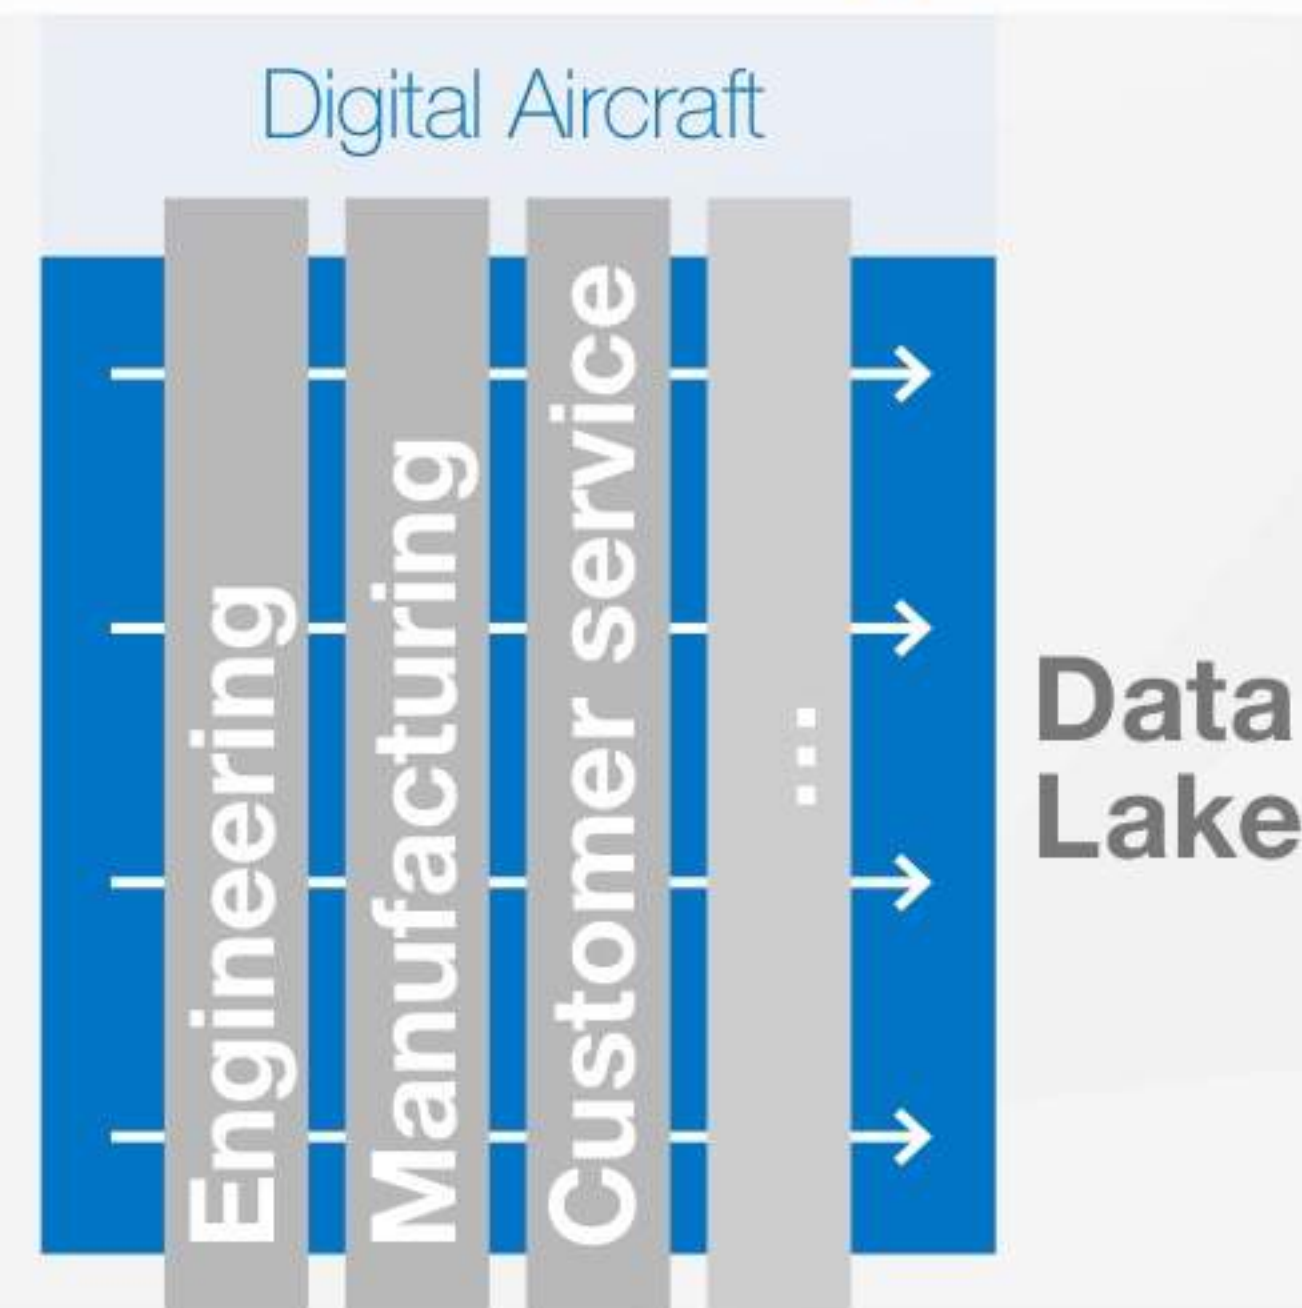 Digital Aircraft
Engineering
Manufacturing
Customer service
...
Data
Lake